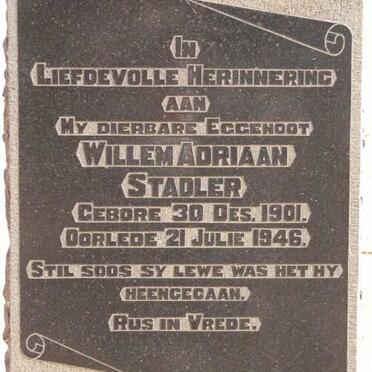 IN
LIEFDEVOLLE HERINNERING
AAN
MY DIERBARE EGGENOOT
WILLEM ADRIAAN
STADLER
GEBORE 30 DES. 1901.
OORLEDE 21 JULIE 1946.
STIL SOOS SY LEWE WAS HET HY
HEENGEGAAN.
RUS IN VREDE.